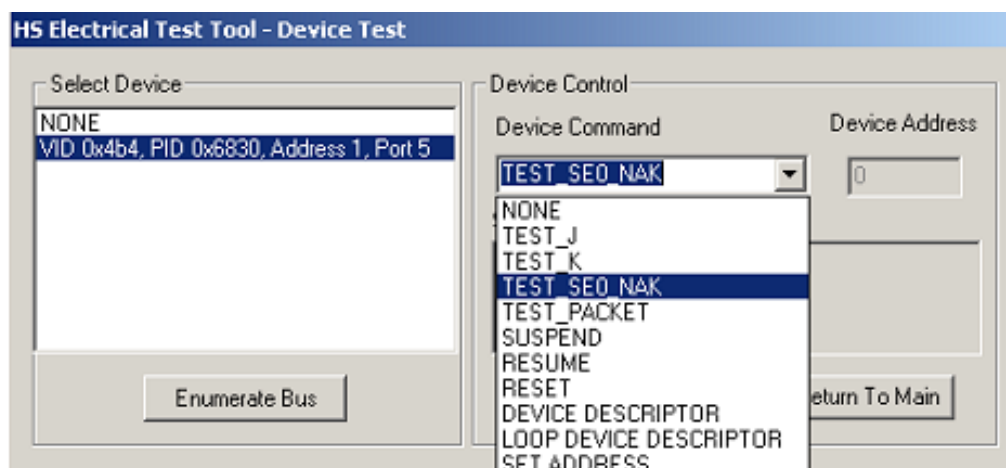 HS Electrical Test Tool - Device Test
Select Device
NONE
VID 0x4b4, PID 0x6830, Address 1, Port 5
Enumerate Bus
Device Control
Device Command
Device Address
TEST_SE0_NAK
0
NONE
TEST_J
TEST_K
TEST_SE0_NAK
TEST_PACKET
SUSPEND
RESUME
RESET
DEVICE DESCRIPTOR
LOOP DEVICE DESCRIPTOR
SET ADDRESS
eturn To Main